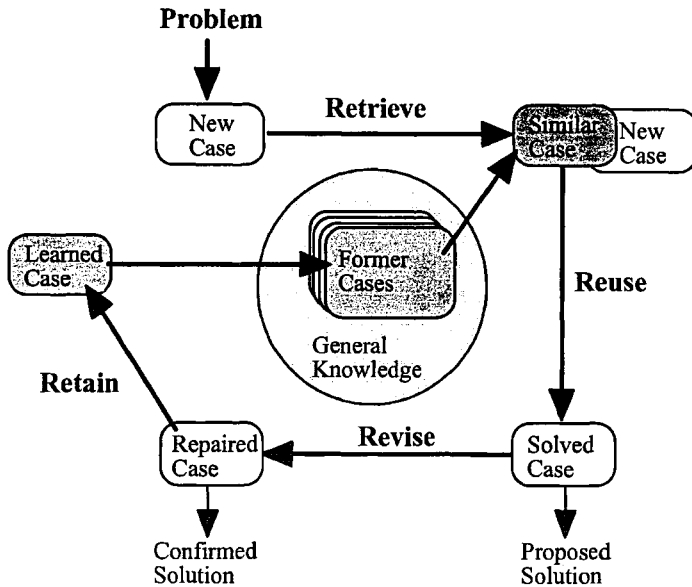 Problem
Retrieve
New
Case
Similar
Case
New
Case
Learned
Case
Former
Cases
Reuse
General
Knowledge
Retain
Repaired
Case
Revise
Solved
Case
Confirmed
Solution
Proposed
Solution